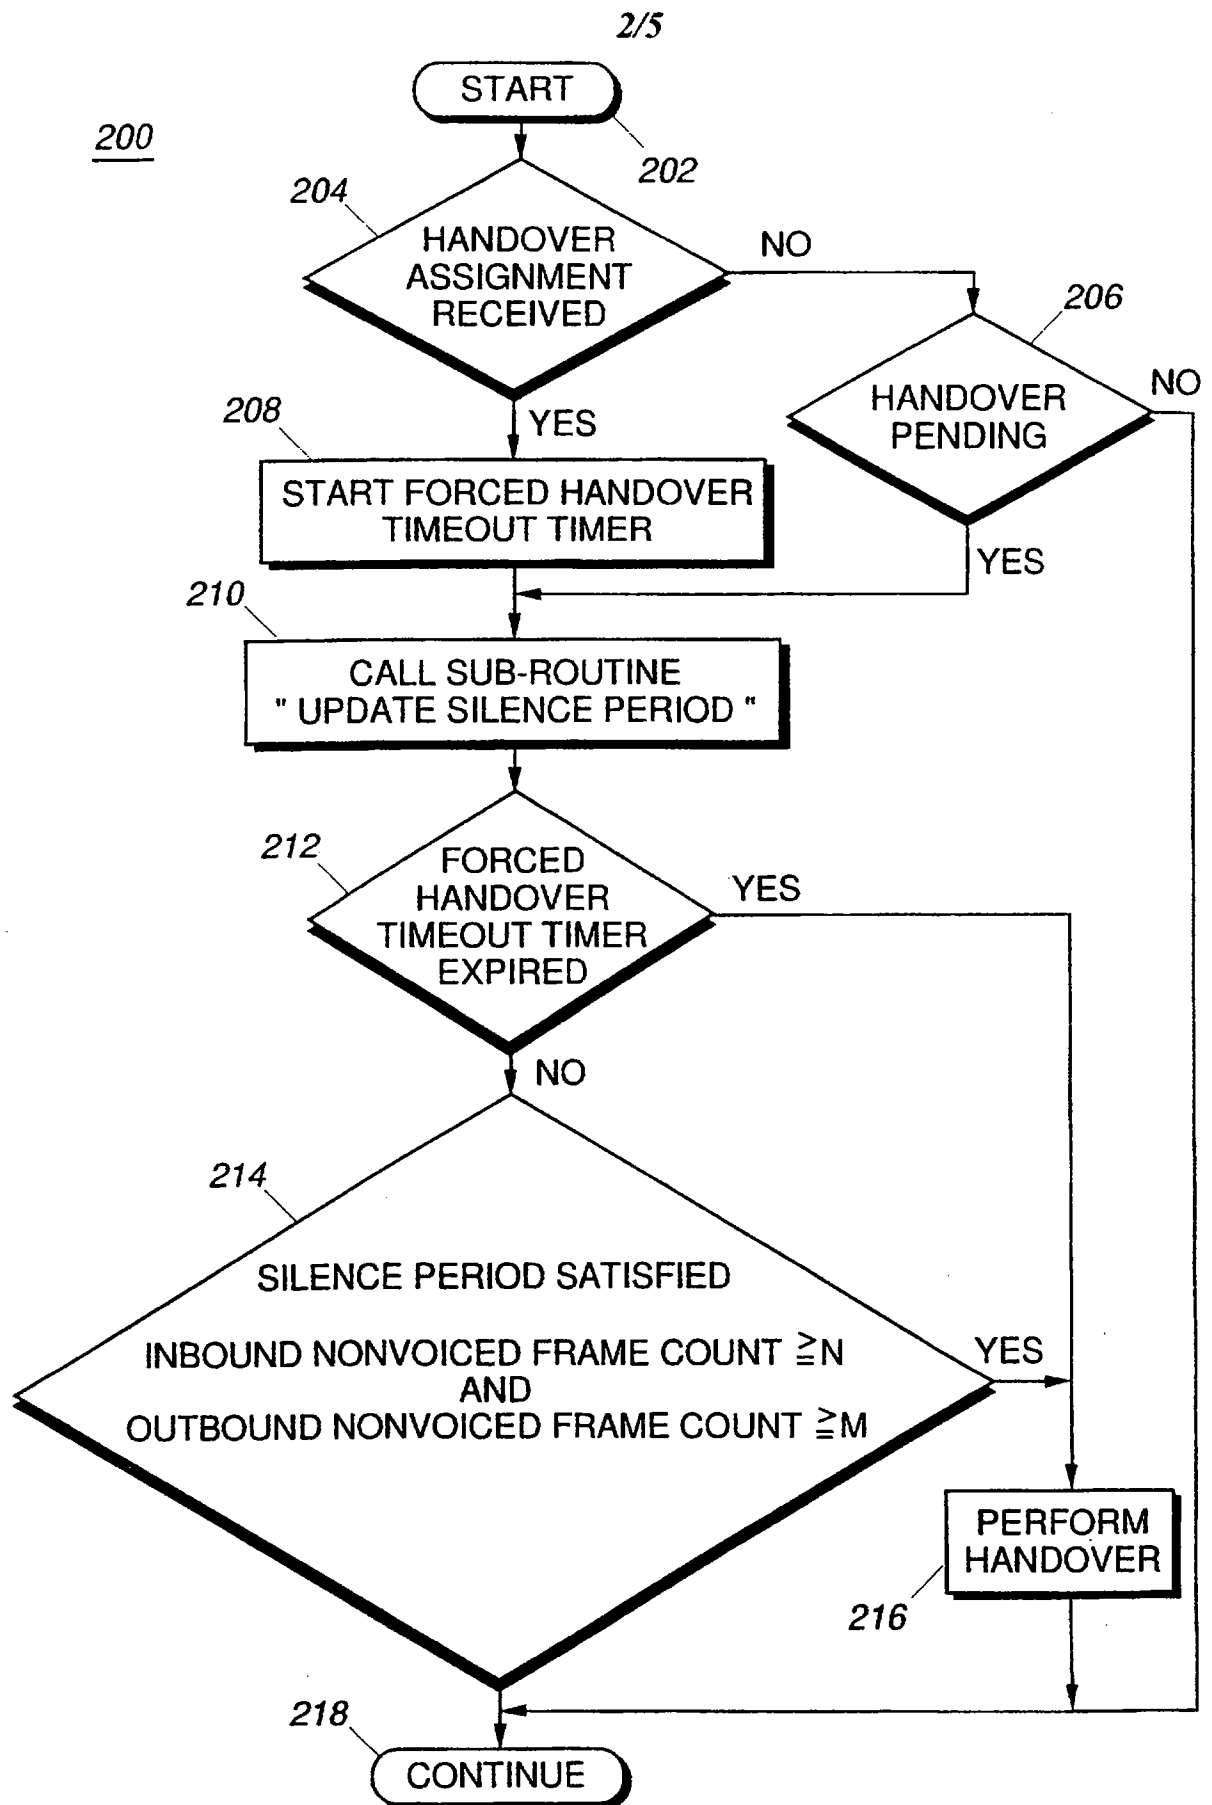 2/5
START
200
202
204
HANDOVER
ASSIGNMENT
RECEIVED
NO
206
HANDOVER
PENDING
NO
208
YES
START FORCED HANDOVER
TIMEOUT TIMER
YES
210
CALL SUB-ROUTINE
" UPDATE SILENCE PERIOD "
212
FORCED
HANDOVER
TIMEOUT TIMER
EXPIRED
YES
NO
214
SILENCE PERIOD SATISFIED
INBOUND NONVOICED FRAME COUNT ≧N
AND
OUTBOUND NONVOICED FRAME COUNT ≧M
YES
PERFORM
HANDOVER
216
218
CONTINUE